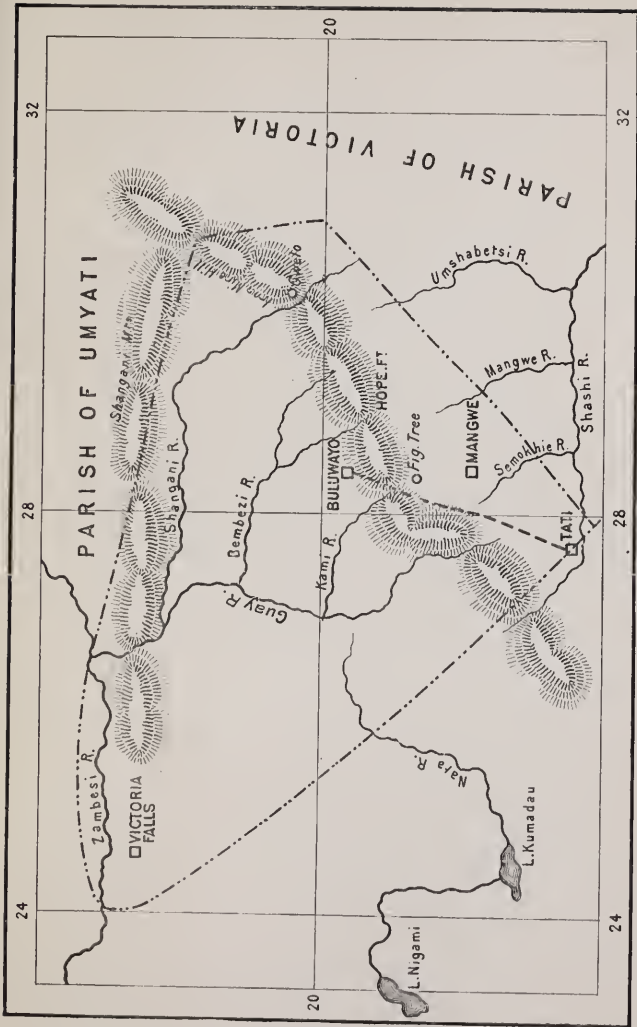 32
28
24
20
PARISH OF UMYATI
PARISH OF VICTORIA
Shangani Mts
Zambesi R.
□VICTORIA
FALLS
Shangani R.
Bembezi R.
Guay R.
Kami R.
BULUWAYO
HOPE.FT
Gwelo
Fig. Tree
MANGWE
Umshabetsi R.
Mangwe R.
Semokhie R.
Shashi R.
TATI
Nata R.
L.Kumadau
L.Nigami
20
32
28
24